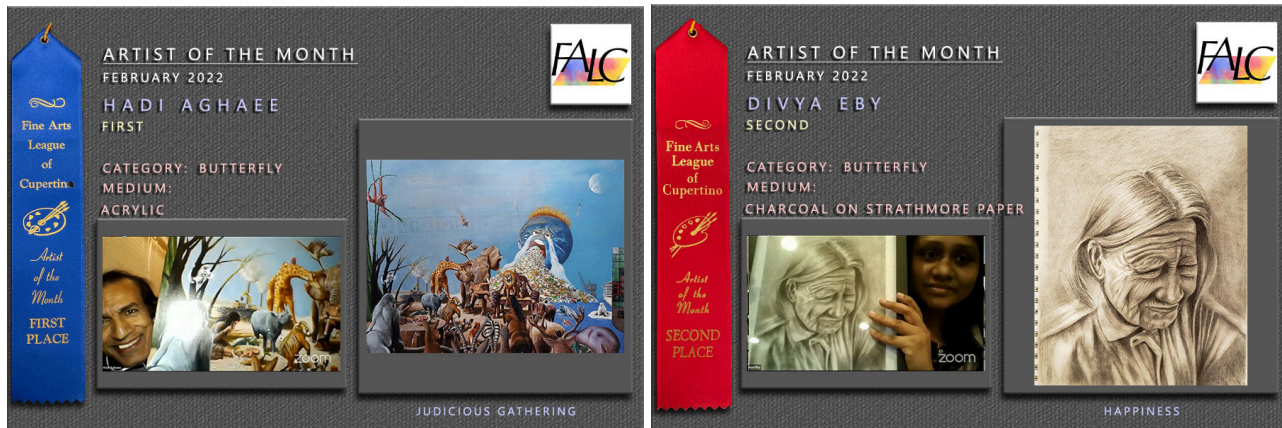 Fine Arts
League
of
Cupertino
Artist
of the
Month
FIRST
PLACE
ARTIST OF THE MONTH
FEBRUARY 2022
HADI AGHAEE
FIRST
CATEGORY: BUTTERFLY
MEDIUM:
ACRYLIC
FALC
zoom
JUDICIOUS GATHERING
Fine Arts
League
of
Cupertino
Artist
of the
Month
SECOND
PLACE
ARTIST OF THE MONTH
FEBRUARY 2022
DIVYA EBY
SECOND
CATEGORY: BUTTERFLY
MEDIUM:
CHARCOAL ON STRATHMORE PAPER
FALC
zoom
HAPPINESS